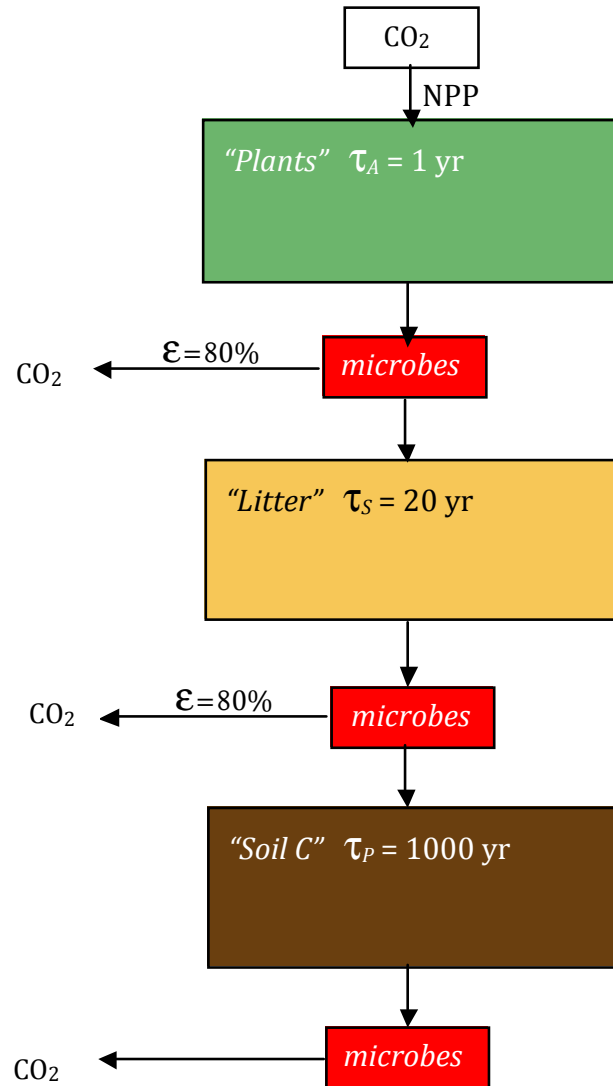 CO₂
NPP
“Plants” τA = 1 yr
ε=80%
microbes
CO₂
“Litter” τS = 20 yr
ε=80%
microbes
CO₂
“Soil C” τP = 1000 yr
microbes
CO₂